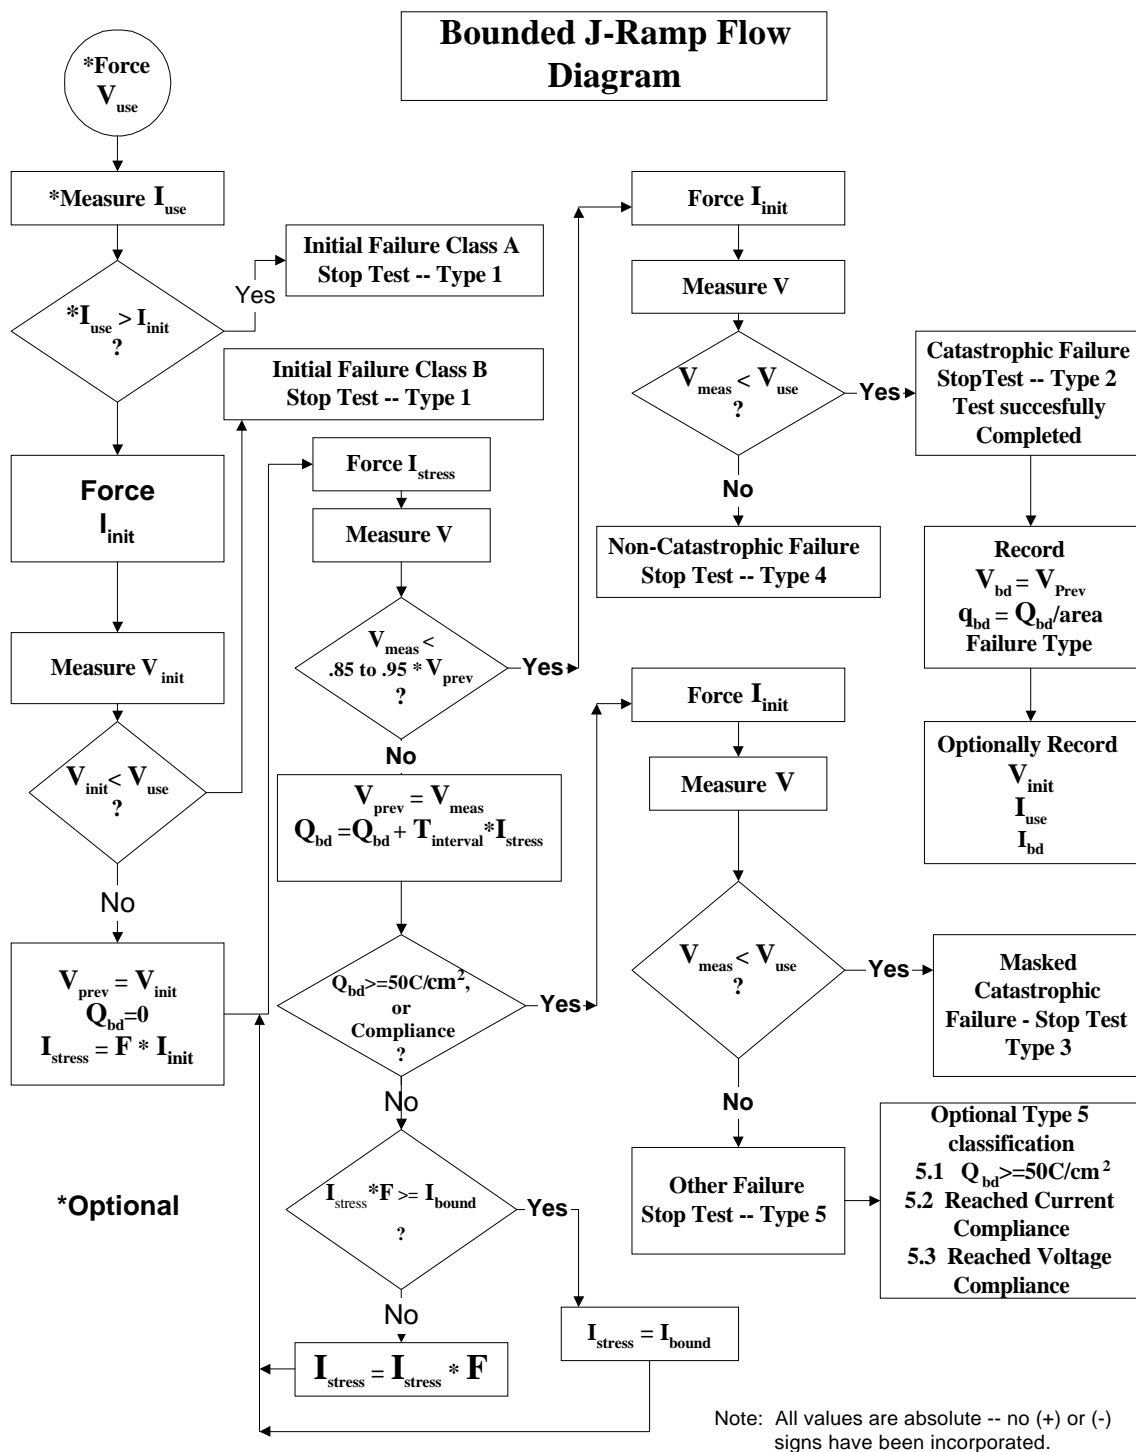 Bounded J-Ramp Flow
Diagram
*Force
Vuse
*Measure Iuse
*Iuse > Iinit
?
Yes
Initial Failure Class A
Stop Test -- Type 1
Initial Failure Class B
Stop Test -- Type 1
Force
Iinit
Measure Vinit
Vinit< Vuse
?
No
Vprev = Vinit
Qbd=0
Istress = F * Iinit
*Optional
Force Istress
Measure V
Vmeas <
.85 to .95 * Vprev
?
Yes
No
Vprev = Vmeas
Qbd =Qbd + Tinterval*Istress
Qbd>=50C/cm2,
or
Compliance
?
Yes
No
Istress*F >= Ibound
?
Yes
No
Istress = Istress * F
Istress = Ibound
Force Iinit
Measure V
Vmeas < Vuse
?
Yes
No
Non-Catastrophic Failure
Stop Test -- Type 4
Catastrophic Failure
StopTest -- Type 2
Test succesfully
Completed
Record
Vbd = VPrev
qbd = Qbd/area
Failure Type
Optionally Record
Vinit
Iuse
Ibd
Force Iinit
Measure V
Vmeas < Vuse
?
Yes
No
Masked
Catastrophic
Failure - Stop Test
Type 3
Other Failure
Stop Test -- Type 5
Optional Type 5
classification
5.1 Qbd>=50C/cm2
5.2 Reached Current
Compliance
5.3 Reached Voltage
Compliance
Note: All values are absolute -- no (+) or (-)
signs have been incorporated.